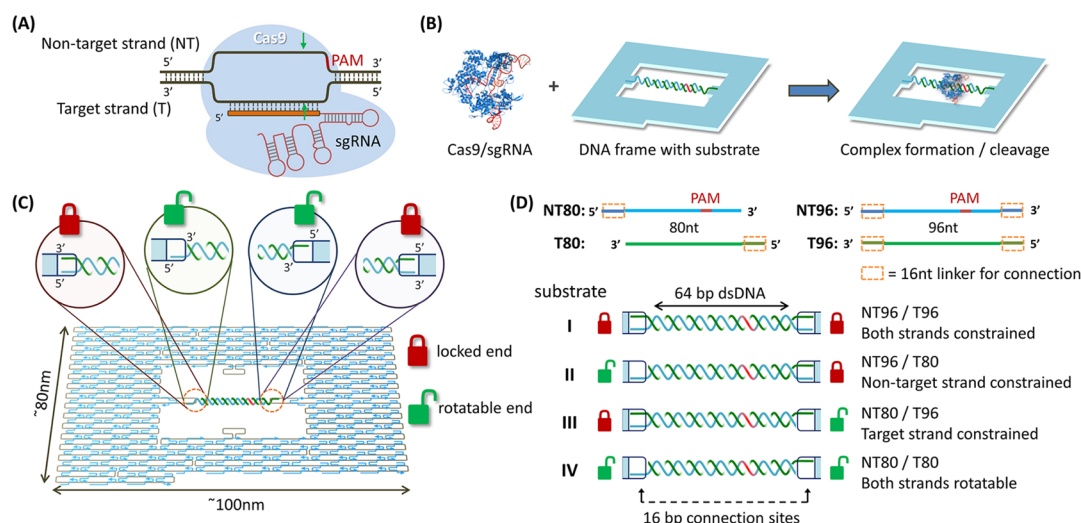 (A)
Non-target strand (NT)
Cas9
PAM
5’ 3’
3’ 5’
Target strand (T)
5’
sgRNA
(B)
+
Cas9/sgRNA
DNA frame with substrate
Complex formation / cleavage
(C)
3’
5’
3’
5’
5’
3’
3’
5’
locked end
rotatable end
~80nm
~100nm
(D)
PAM
NT80: 5’ 3’
80nt
T80: 3’ 5’
PAM
NT96: 5’ 3’
96nt
T96: 3’ 5’
= 16nt linker for connection
substrate
64 bp dsDNA
I
NT96 / T96
Both strands constrained
II
NT96 / T80
Non-target strand constrained
III
NT80 / T96
Target strand constrained
IV
NT80 / T80
Both strands rotatable
16 bp connection sites